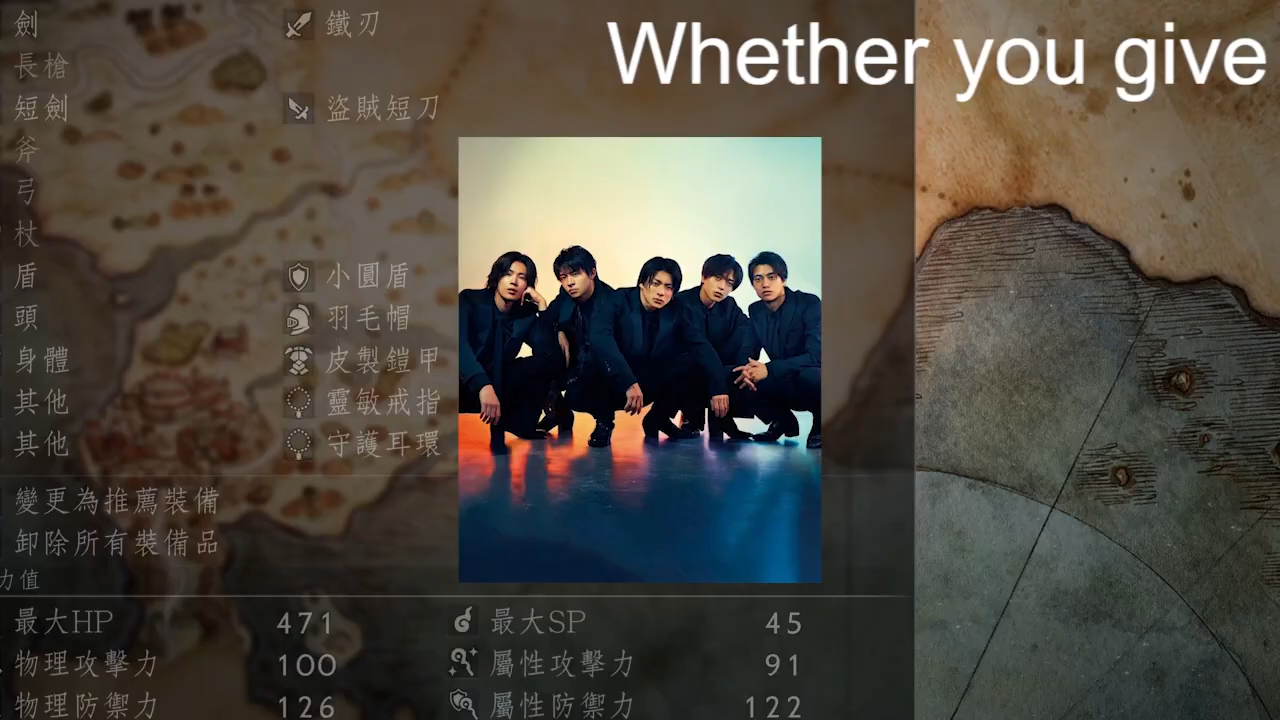 Whether you give
劍 鐵刃
長槍
短劍 盜賊短刀
斧
弓
杖
盾 小圓盾
頭 羽毛帽
身體 皮製鎧甲
其他 靈敏戒指
其他 守護耳環
變更為推薦裝備
卸除所有裝備品
力值
最大HP 471 最大SP 45
物理攻擊力 100 屬性攻擊力 91
物理防禦力 126 屬性防禦力 122